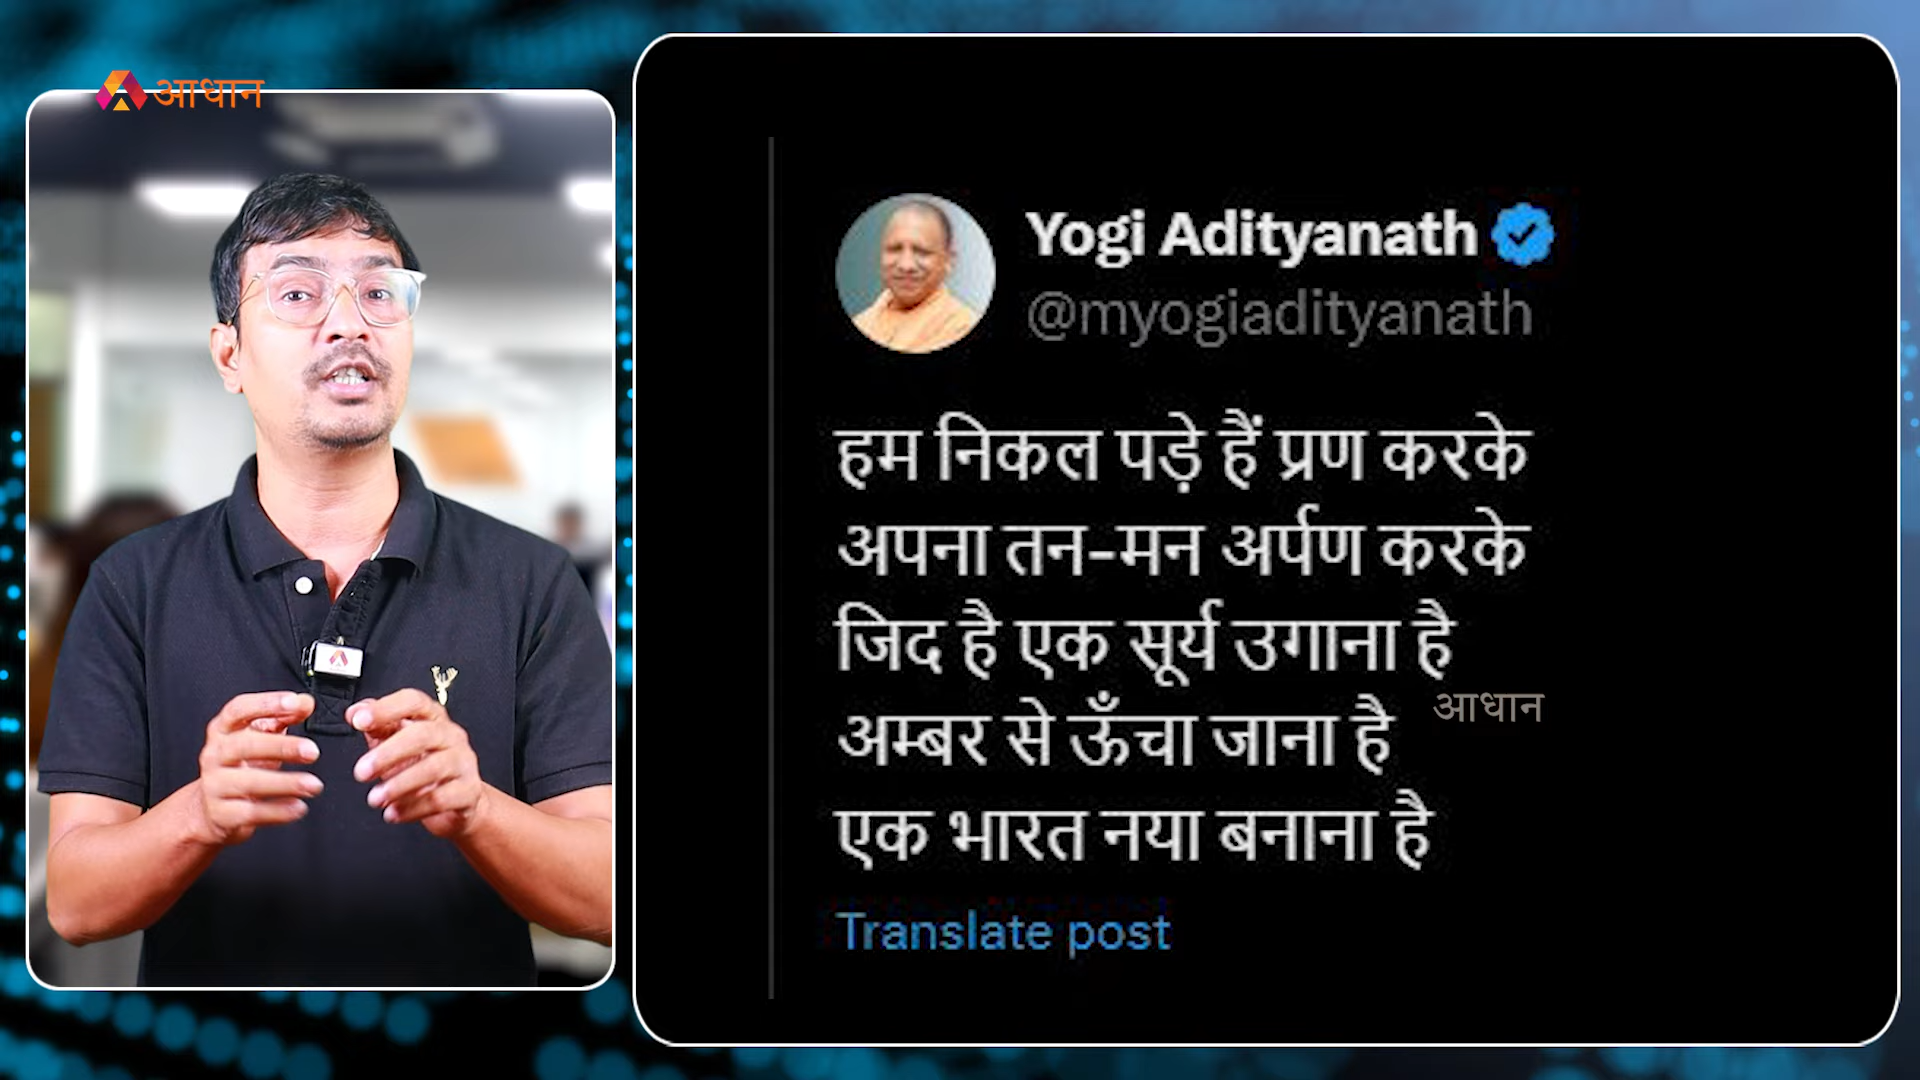 आधान
Yogi Adityanath
@myogiadityanath
हम निकल पड़े हैं प्रण करके
अपना तन-मन अर्पण करके
जिद है एक सूर्य उगाना है
अम्बर से ऊँचा जाना है
आधान
एक भारत नया बनाना है
Translate post